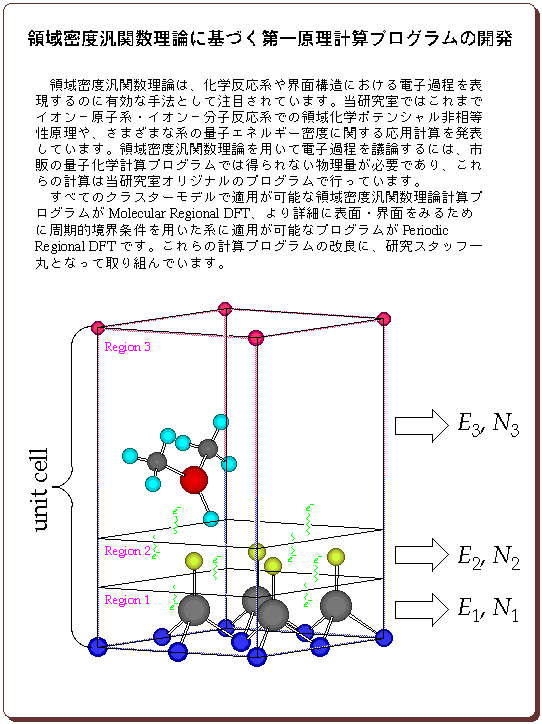 領域密度汎関数理論に基づく第一原理計算プログラムの開発
領域密度汎関数理論は、化学反応系や界面構造における電子過程を表
現するのに有効な手法として注目されています。当研究室ではこれまで
イオン－原子系・イオン－分子反応系での領域化学ポテンシャル非相等
性原理や、さまざまな系の量子エネルギー密度に関する応用計算を発表
しています。領域密度汎関数理論を用いて電子過程を議論するには、市
販の量子化学計算プログラムでは得られない物理量が必要であり、これ
らの計算は当研究室オリジナルのプログラムで行っています。
すべてのクラスターモデルで適用が可能な領域密度汎関数理論計算プ
ログラムが Molecular Regional DFT、より詳細に表面・界面をみるため
に周期的境界条件を用いた系に適用が可能なプログラムが Periodic
Regional DFT です。これらの計算プログラムの改良に、研究スタッフ一
丸となって取り組んでいます。
Region 3
E3, N3
unit cell
e-
e-
Region 2
e-
e-
E2, N2
e-
e-
Region 1
E1, N1